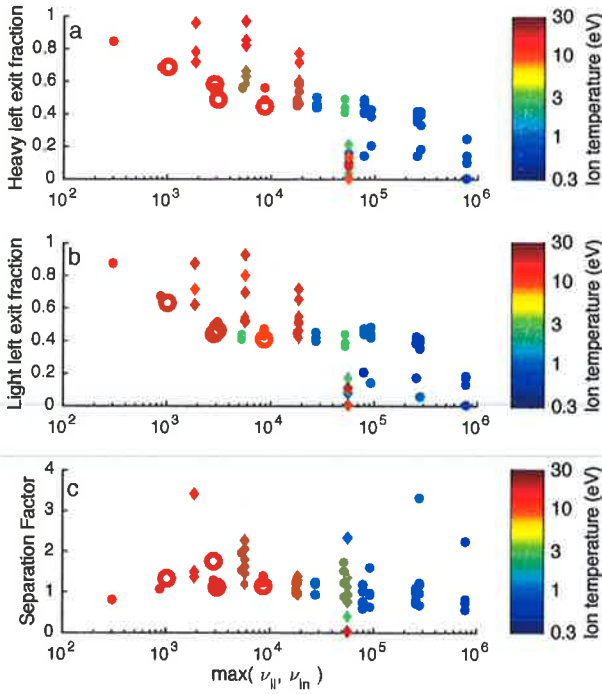 a
Heavy left exit fraction
1
0.8
0.6
0.4
0.2
0
10² 10³ 10⁴ 10⁵ 10⁶
30
10
3
1
0.3
Ion temperature (eV)
b
Light left exit fraction
1
0.8
0.6
0.4
0.2
0
10² 10³ 10⁴ 10⁵ 10⁶
30
10
3
1
0.3
Ion temperature (eV)
c
Separation Factor
4
3
2
1
0
10² 10³ 10⁴ 10⁵ 10⁶
max( νᵢᵢ, νᵢₙ )
30
10
3
1
0.3
Ion temperature (eV)